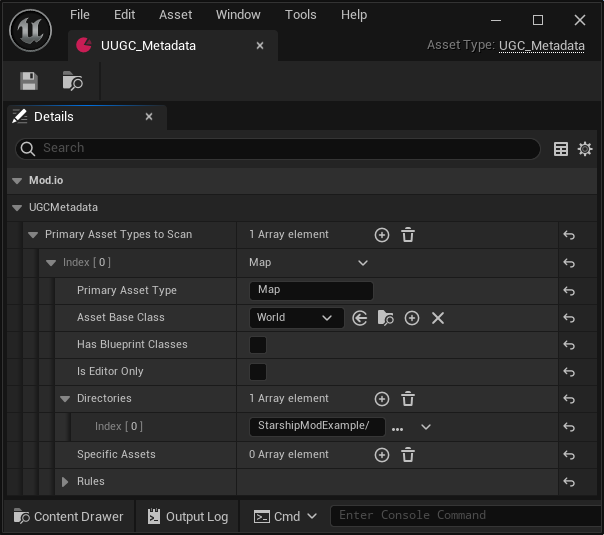 File Edit Asset Window Tools Help
UUGC_Metadata
Asset Type: UGC_Metadata
Details
Search
Mod.io
UGCMetadata
Primary Asset Types to Scan 1 Array element
Index [ 0 ] Map
Primary Asset Type Map
Asset Base Class World
Has Blueprint Classes
Is Editor Only
Directories 1 Array element
Index [ 0 ] StarshipModExample/ ...
Specific Assets 0 Array element
Rules
Content Drawer Output Log Cmd Enter Console Command